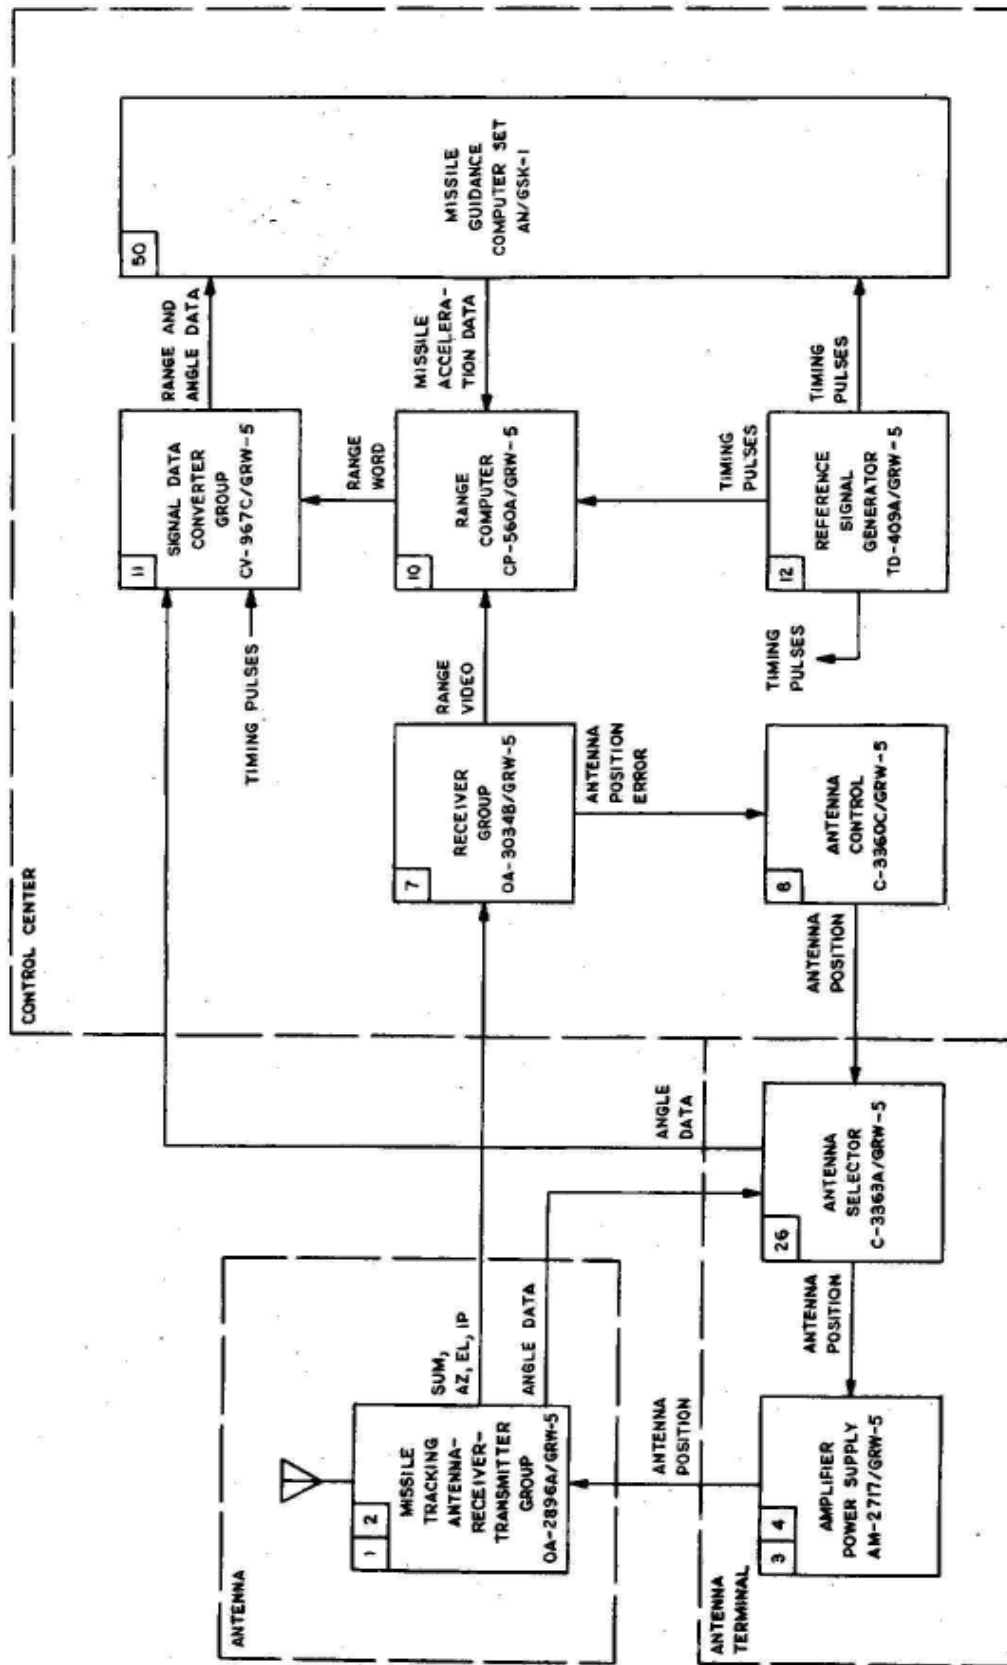 CONTROL CENTER
ANTENNA
ANTENNA
TERMINAL
1
2
MISSILE
TRACKING
ANTENNA-
RECEIVER-
TRANSMITTER
GROUP
OA-2896A/GRW-5
SUM,
AZ, EL, IP
ANGLE DATA
ANTENNA
POSITION
3
4
AMPLIFIER
POWER SUPPLY
AM-2717/GRW-5
ANTENNA
POSITION
26
ANTENNA
SELECTOR
C-3363A/GRW-5
ANGLE
DATA
ANTENNA
POSITION
8
ANTENNA
CONTROL
C-3360C/GRW-5
ANTENNA
POSITION
ERROR
7
RECEIVER
GROUP
OA-3034B/GRW-5
RANGE
VIDEO
TIMING PULSES
11
SIGNAL DATA
CONVERTER
GROUP
CV-967C/GRW-5
RANGE AND
ANGLE DATA
RANGE
WORD
10
RANGE
COMPUTER
CP-560A/GRW-5
MISSILE
ACCELERA-
TION DATA
TIMING
PULSES
TIMING
PULSES
12
REFERENCE
SIGNAL
GENERATOR
TD-409A/GRW-5
TIMING
PULSES
50
MISSILE
GUIDANCE
COMPUTER SET
AN/GSK-1